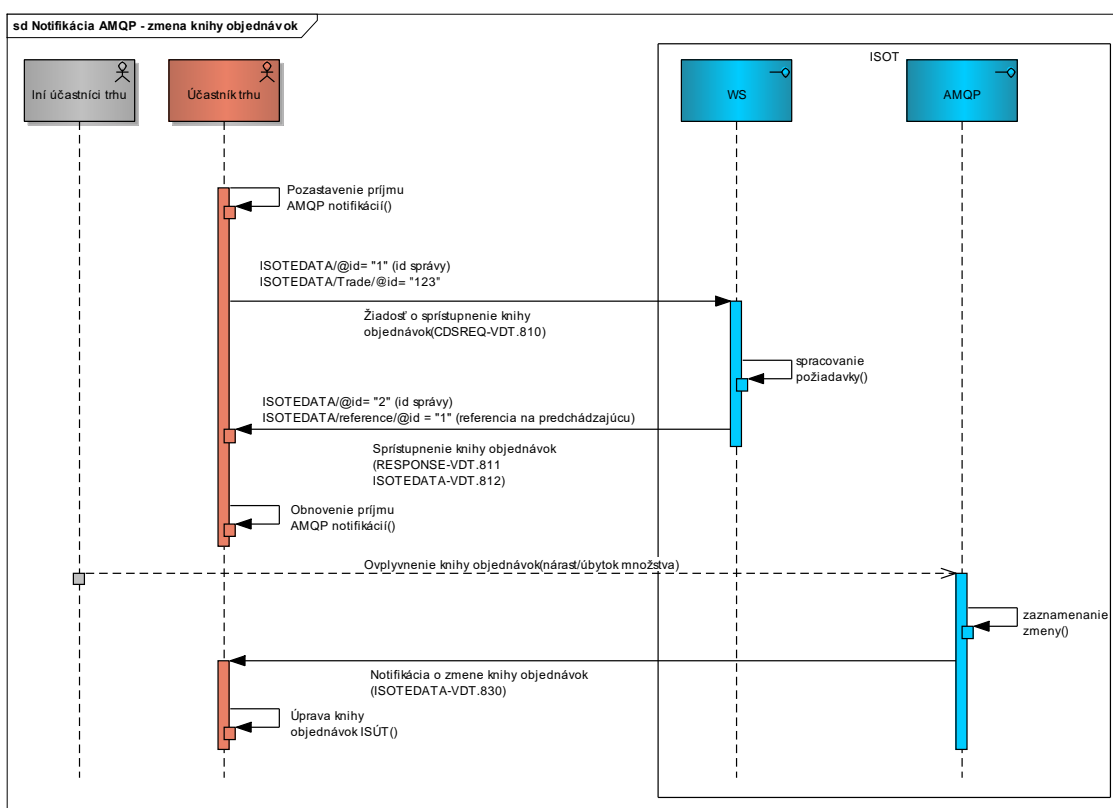 sd Notifikácia AMQP - zmena knihy objednávok
ISOT
Iní účastníci trhu
Účastník trhu
WS
AMQP
Pozastavenie príjmu
AMQP notifikácií()
ISOTEDATA/@id= "1" (id správy)
ISOTEDATA/Trade/@id= "123"
Žiadosť o sprístupnenie knihy
objednávok(CDSREQ-VDT.810)
spracovanie
požiadavky()
ISOTEDATA/@id= "2" (id správy)
ISOTEDATA/reference/@id = "1" (referencia na predchádzajúcu)
Sprístupnenie knihy objednávok
(RESPONSE-VDT.811
ISOTEDATA-VDT.812)
Obnovenie príjmu
AMQP notifikácií()
Ovplyvnenie knihy objednávok(nárast/úbytok množstva)
zaznamenanie
zmeny()
Notifikácia o zmene knihy objednávok
(ISOTEDATA-VDT.830)
Úprava knihy
objednávok ISÚT()